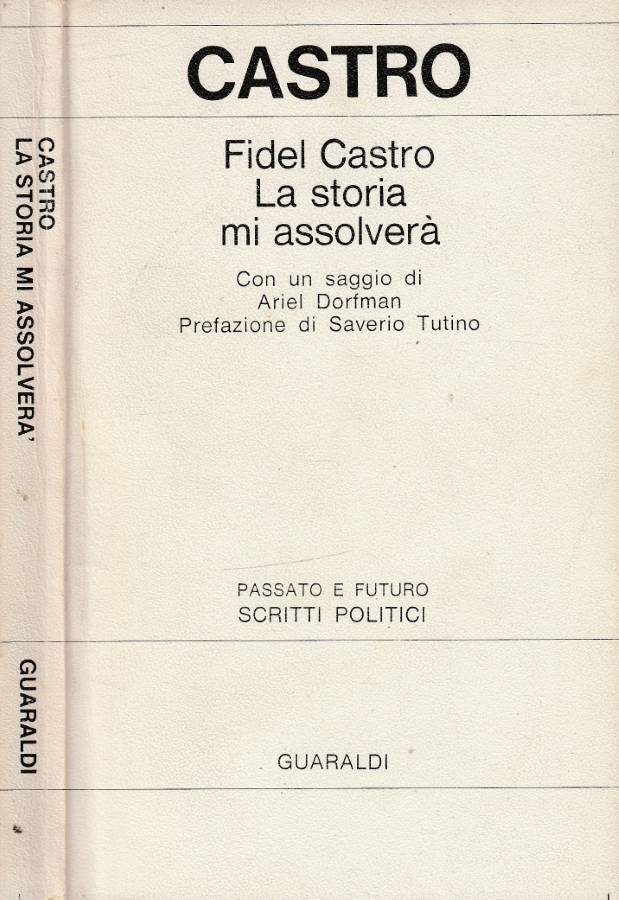 CASTRO
Fidel Castro
La storia
mi assolverà
Con un saggio di
Ariel Dorfman
Prefazione di Saverio Tutino
PASSATO E FUTURO
SCRITTI POLITICI
GUARALDI
CASTRO
LA STORIA MI ASSOLVERA'
GUARALDI